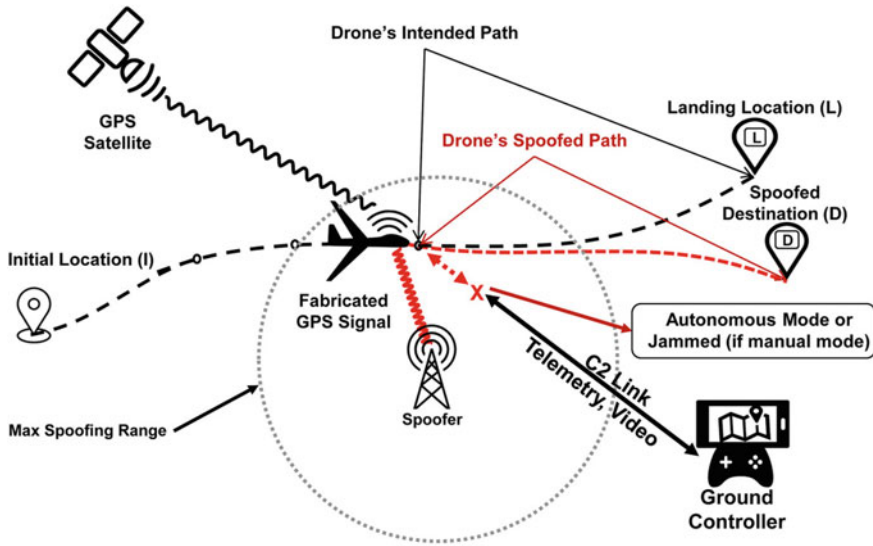 Drone's Intended Path
GPS
Satellite
Landing Location (L)
L
Drone's Spoofed Path
Spoofed
Destination (D)
D
Initial Location (I)
Fabricated
GPS Signal
X
Autonomous Mode or
Jammed (if manual mode)
C2 Link
Telemetry, Video
Spoofer
Max Spoofing Range
Ground
Controller